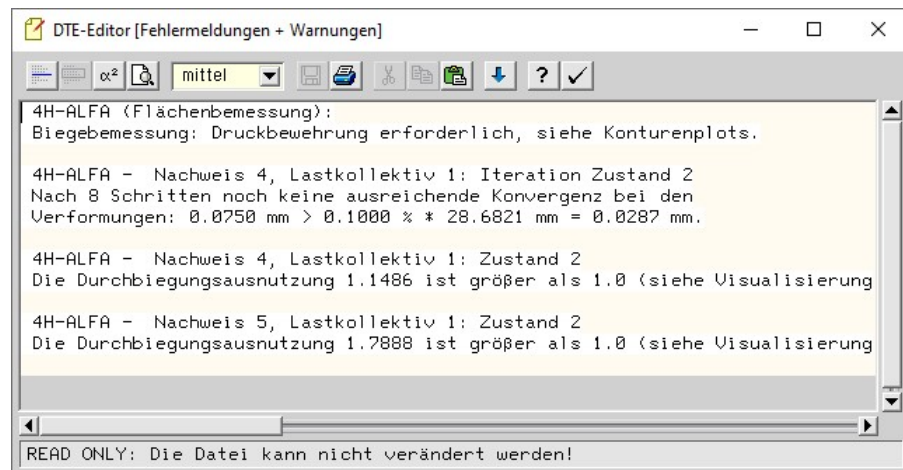 DTE-Editor [Fehlermeldungen + Warnungen]
α² mittel ?
4H-ALFA (Flächenbemessung):
Biegebemessung: Druckbewehrung erforderlich, siehe Konturenplots.
4H-ALFA -  Nachweis 4, Lastkollektiv 1: Iteration Zustand 2
Nach 8 Schritten noch keine ausreichende Konvergenz bei den
Verformungen: 0.0750 mm > 0.1000 % * 28.6821 mm = 0.0287 mm.
4H-ALFA -  Nachweis 4, Lastkollektiv 1: Zustand 2
Die Durchbiegungsausnutzung 1.1486 ist größer als 1.0 (siehe Visualisierung
4H-ALFA -  Nachweis 5, Lastkollektiv 1: Zustand 2
Die Durchbiegungsausnutzung 1.7888 ist größer als 1.0 (siehe Visualisierung
READ ONLY: Die Datei kann nicht verändert werden!